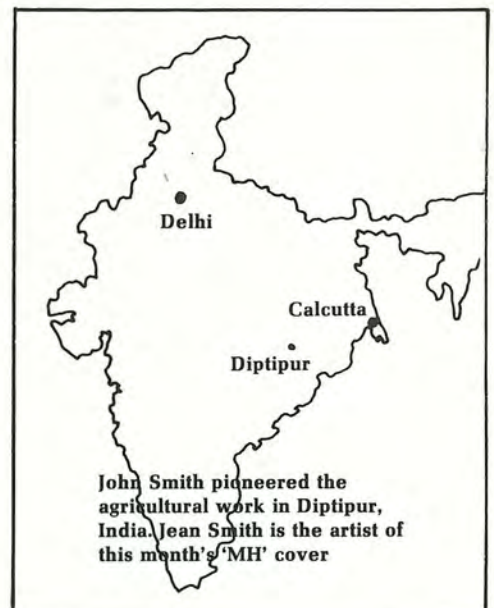 Delhi
Calcutta
Diptipur
John Smith pioneered the
agricultural work in Diptipur,
India. Jean Smith is the artist of
this month's 'MH' cover